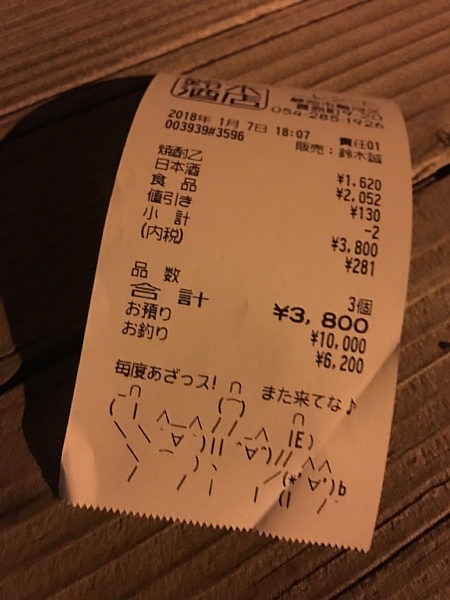 酒店
054-285-1926
2018年 1月 7日 18:07 責任01
003939#3596 販売：鈴木誠
焼酎乙 ¥1,620
日本酒 ¥2,052
食 品 ¥130
値引き -2
小 計 ¥3,800
(内税) ¥281
品 数 3個
合 計 ¥3,800
お預り ¥10,000
お釣り ¥6,200
毎度あざっス! また来てな♪